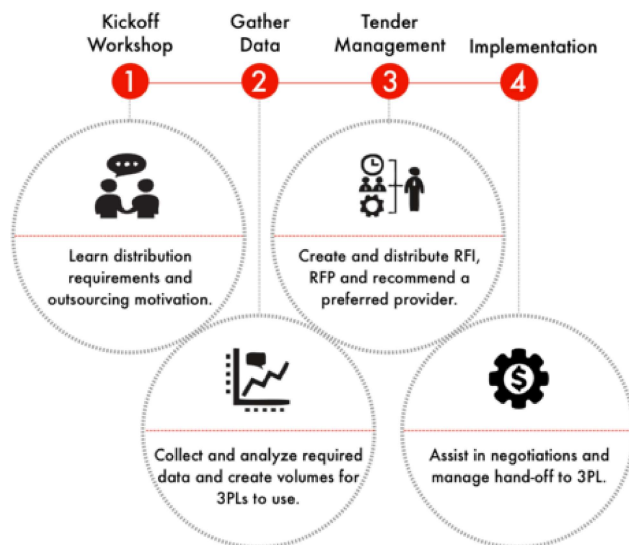 Kickoff
Workshop
Gather
Data
Tender
Management
Implementation
1
2
3
4
Learn distribution
requirements and
outsourcing motivation.
Create and distribute RFI,
RFP and recommend a
preferred provider.
Collect and analyze required
data and create volumes for
3PLs to use.
$
Assist in negotiations and
manage hand-off to 3PL.